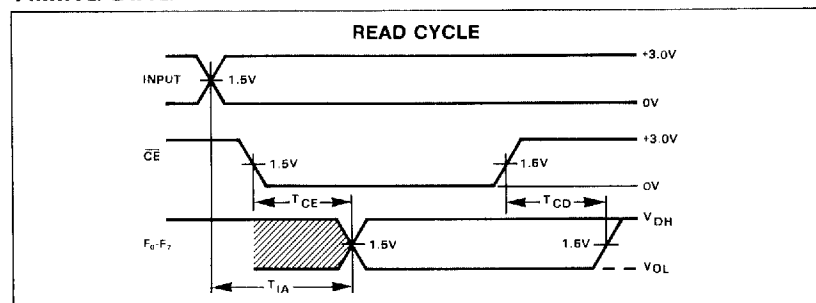 READ CYCLE
INPUT
1.5V
+3.0V
0V
CE
1.5V
1.5V
+3.0V
0V
TCE
TCD
F0-F7
1.5V
1.5V
VOH
VOL
TIA